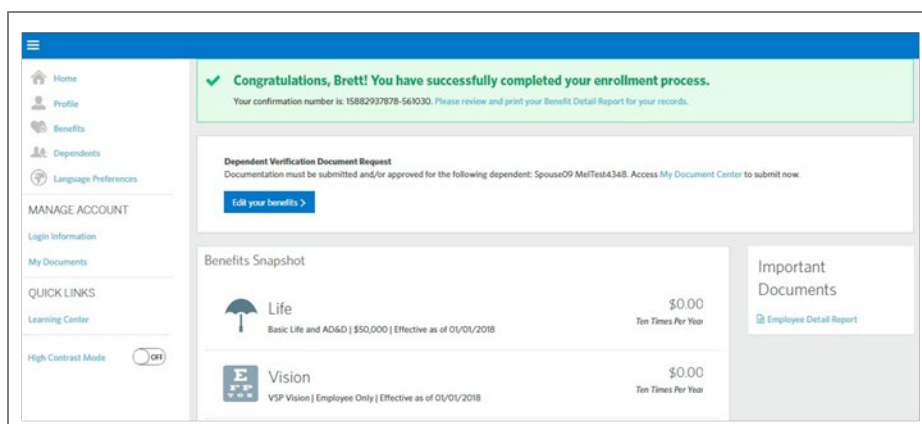 Home
Profile
Benefits
Dependents
Language Preferences
MANAGE ACCOUNT
Login Information
My Documents
QUICK LINKS
Learning Center
High Contrast Mode
OFF
Congratulations, Brett! You have successfully completed your enrollment process.
Your confirmation number is: 15882937878-561030. Please review and print your Benefit Detail Report for your records.
Dependent Verification Document Request
Documentation must be submitted and/or approved for the following dependent: Spouse09 MelTest4348. Access My Document Center to submit now.
Edit your benefits >
Benefits Snapshot
Life
Basic Life and AD&D | $50,000 | Effective as of 01/01/2018
$0.00
Ten Times Per Year
E
F P
T O Z
Vision
VSP Vision | Employee Only | Effective as of 01/01/2018
$0.00
Ten Times Per Year
Important
Documents
Employee Detail Report